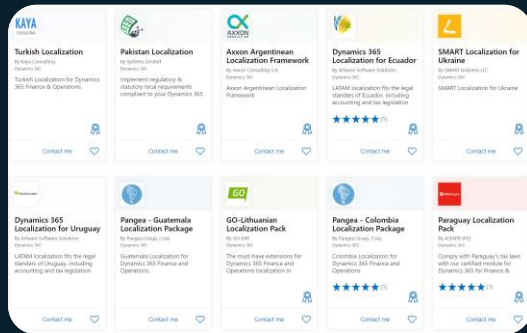 KAYA
CONSULTING
Turkish Localization
By Kaya Consulting
Dynamics 365
Turkish Localization for Dynamics
365 Finance & Operations
Contact me
Pakistan Localization
By Systems Limited
Dynamics 365
Implement regulatory &
statutory local requirements
compliant to your Dynamics 365
Contact me
AXXON
Axxon Argentinean
Localization Framework
By Axxon Consulting S.A.
Dynamics 365
Axxon Argentinean Localization
Framework
Contact me
Dynamics 365
Localization for Ecuador
By Arbware Software Solutions
Dynamics 365
LATAM localization fits the legal
standars of Ecuador, including
accounting and tax legislation
(1)
Contact me
SMART Localization for
Ukraine
By SMART business LLC
Dynamics 365
SMART Localization for Ukraine
Contact me
Dynamics 365
Localization for Uruguay
Dynamics 365
LATAM localization fits the legal
standars of Uruguay, including
accounting and tax legislation
Contact me
Pangea - Guatemala
Localization Package
By Pangea Group, Corp
Dynamics 365
Guatemala Localization for
Dynamics 365 Finance and
Operations.
Contact me
GO
GO-Lithuanian
Localization Pack
By GO ERP
Dynamics 365
The must-have extensions for
Dynamics 365 Finance and
Operations localization in
Contact me
Pangea - Colombia
Localization Package
By Pangea Group, Corp
Dynamics 365
Colombia Localization for
Dynamics 365 Finance and
Operations
(1)
Contact me
Paraguay Localization
Pack
Dynamics 365
Comply with Paraguay's tax laws
with our certified module for
Dynamics 365 for Finance &
(1)
Contact me